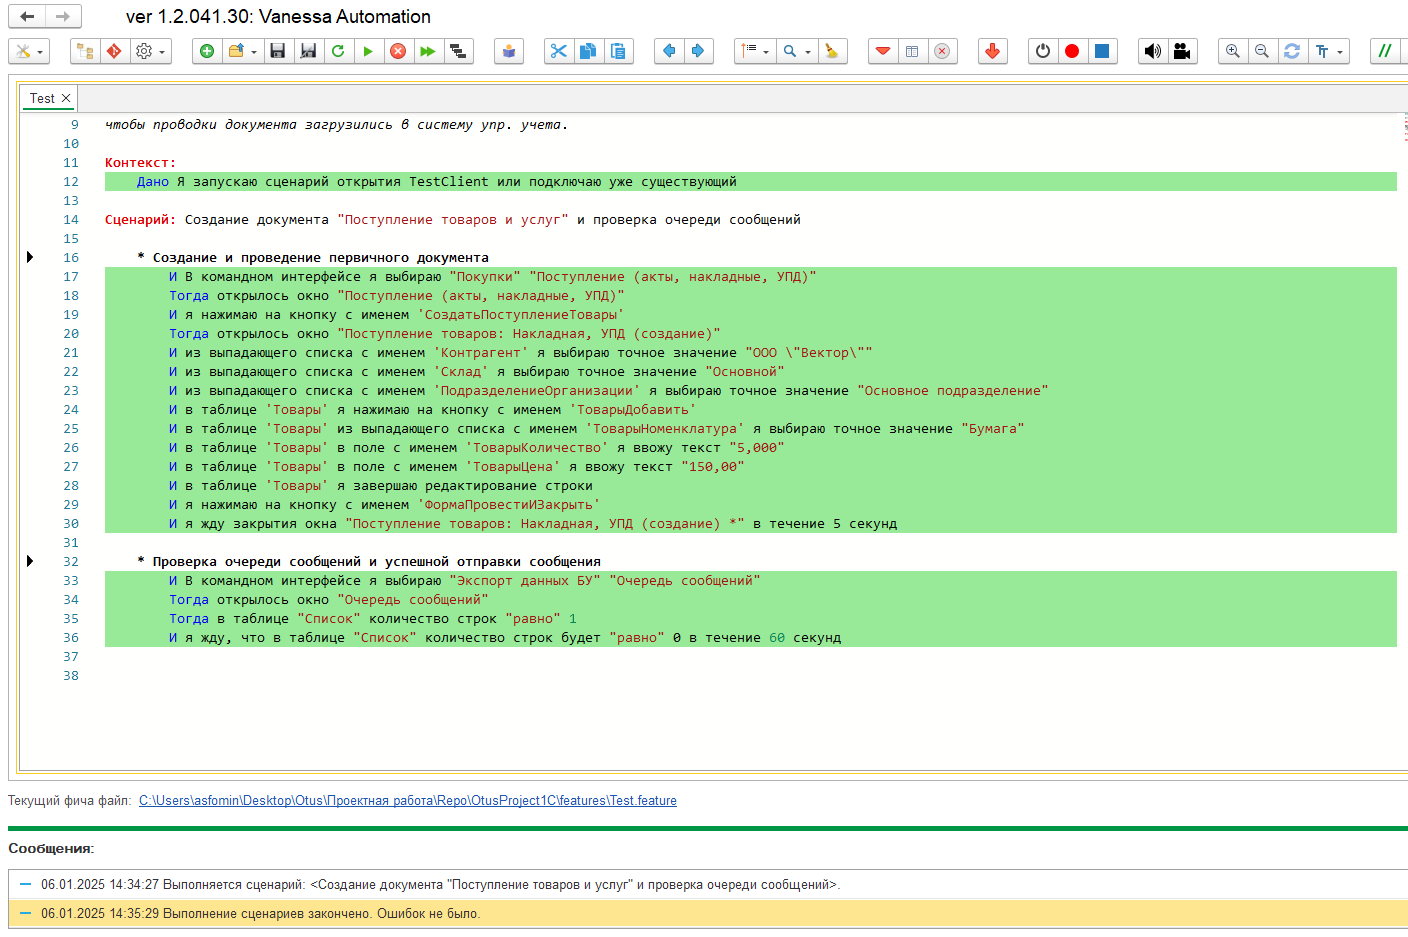 ver 1.2.041.30: Vanessa Automation
Test
9 чтобы проводки документа загрузились в систему упр. учета.
10
11 Контекст:
12 Дано Я запускаю сценарий открытия TestClient или подключаю уже существующий
13
14 Сценарий: Создание документа "Поступление товаров и услуг" и проверка очереди сообщений
15
16 * Создание и проведение первичного документа
17 И В командном интерфейсе я выбираю "Покупки" "Поступление (акты, накладные, УПД)"
18 Тогда открылось окно "Поступление (акты, накладные, УПД)"
19 И я нажимаю на кнопку с именем 'СоздатьПоступлениеТовары'
20 Тогда открылось окно "Поступление товаров: Накладная, УПД (создание)"
21 И из выпадающего списка с именем 'Контрагент' я выбираю точное значение "ООО \"Вектор\""
22 И из выпадающего списка с именем 'Склад' я выбираю точное значение "Основной"
23 И из выпадающего списка с именем 'ПодразделениеОрганизации' я выбираю точное значение "Основное подразделение"
24 И в таблице 'Товары' я нажимаю на кнопку с именем 'ТоварыДобавить'
25 И в таблице 'Товары' из выпадающего списка с именем 'ТоварыНоменклатура' я выбираю точное значение "Бумага"
26 И в таблице 'Товары' в поле с именем 'ТоварыКоличество' я ввожу текст "5,000"
27 И в таблице 'Товары' в поле с именем 'ТоварыЦена' я ввожу текст "150,00"
28 И в таблице 'Товары' я завершаю редактирование строки
29 И я нажимаю на кнопку с именем 'ФормаПровестиИЗакрыть'
30 И я жду закрытия окна "Поступление товаров: Накладная, УПД (создание) *" в течение 5 секунд
31
32 * Проверка очереди сообщений и успешной отправки сообщения
33 И В командном интерфейсе я выбираю "Экспорт данных БУ" "Очередь сообщений"
34 Тогда открылось окно "Очередь сообщений"
35 Тогда в таблице "Список" количество строк "равно" 1
36 И я жду, что в таблице "Список" количество строк будет "равно" 0 в течение 60 секунд
37
38
Текущий фича файл: C:\Users\asfomin\Desktop\Otus\Проектная работа\Repo\OtusProject1C\features\Test.feature
Сообщения:
06.01.2025 14:34:27 Выполняется сценарий: <Создание документа "Поступление товаров и услуг" и проверка очереди сообщений>.
06.01.2025 14:35:29 Выполнение сценариев закончено. Ошибок не было.